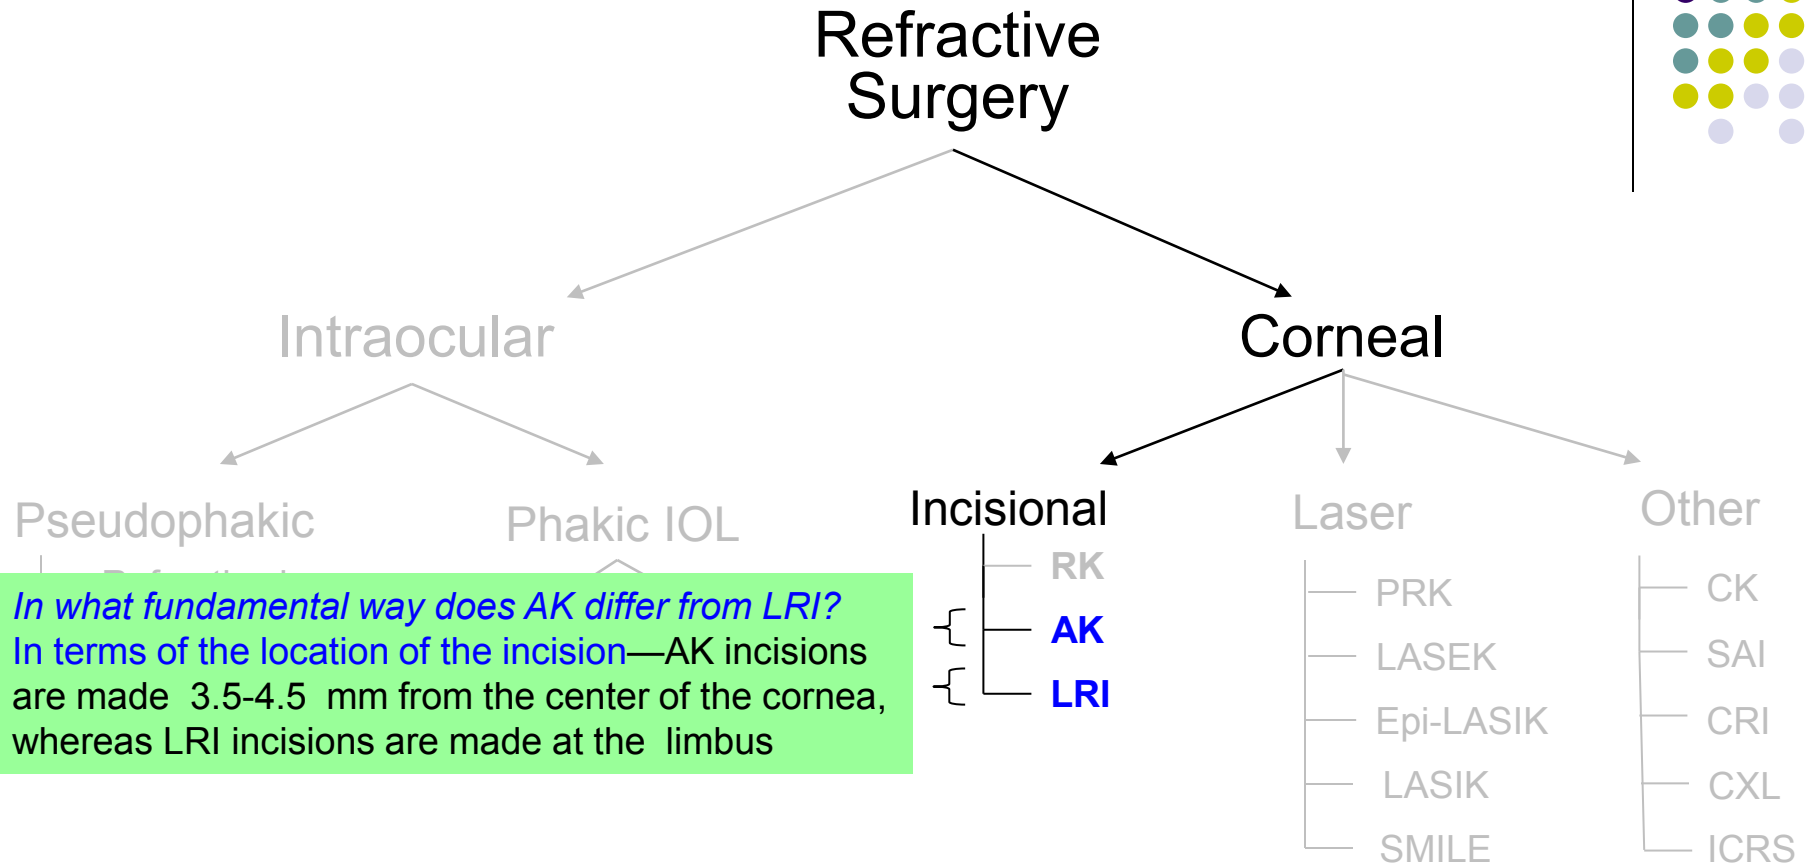 Refractive
Surgery
Intraocular
Corneal
Pseudophakic
Phakic IOL
Incisional
Laser
Other
RK
AK
LRI
PRK
LASEK
Epi-LASIK
LASIK
SMILE
CK
SAI
CRI
CXL
ICRS
In what fundamental way does AK differ from LRI?
In terms of the location of the incision—AK incisions
are made 3.5-4.5 mm from the center of the cornea,
whereas LRI incisions are made at the limbus